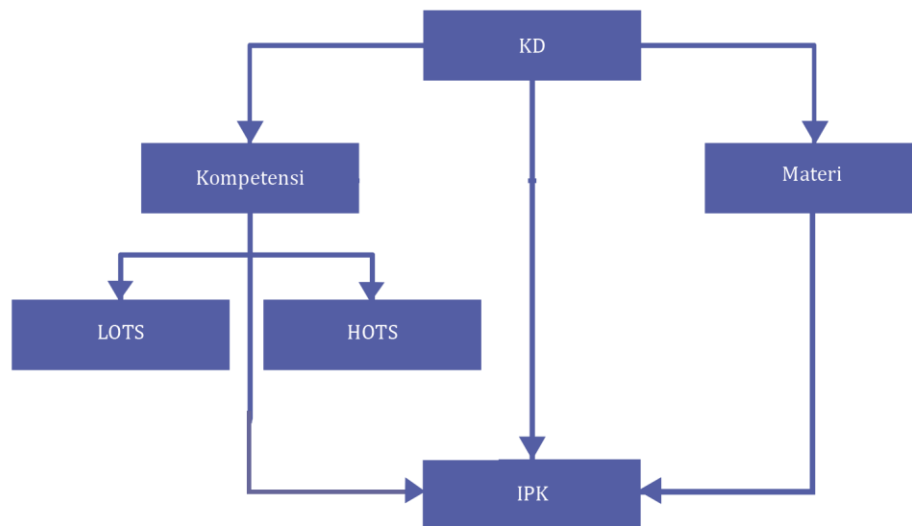 KD
Kompetensi
Materi
LOTS
HOTS
IPK